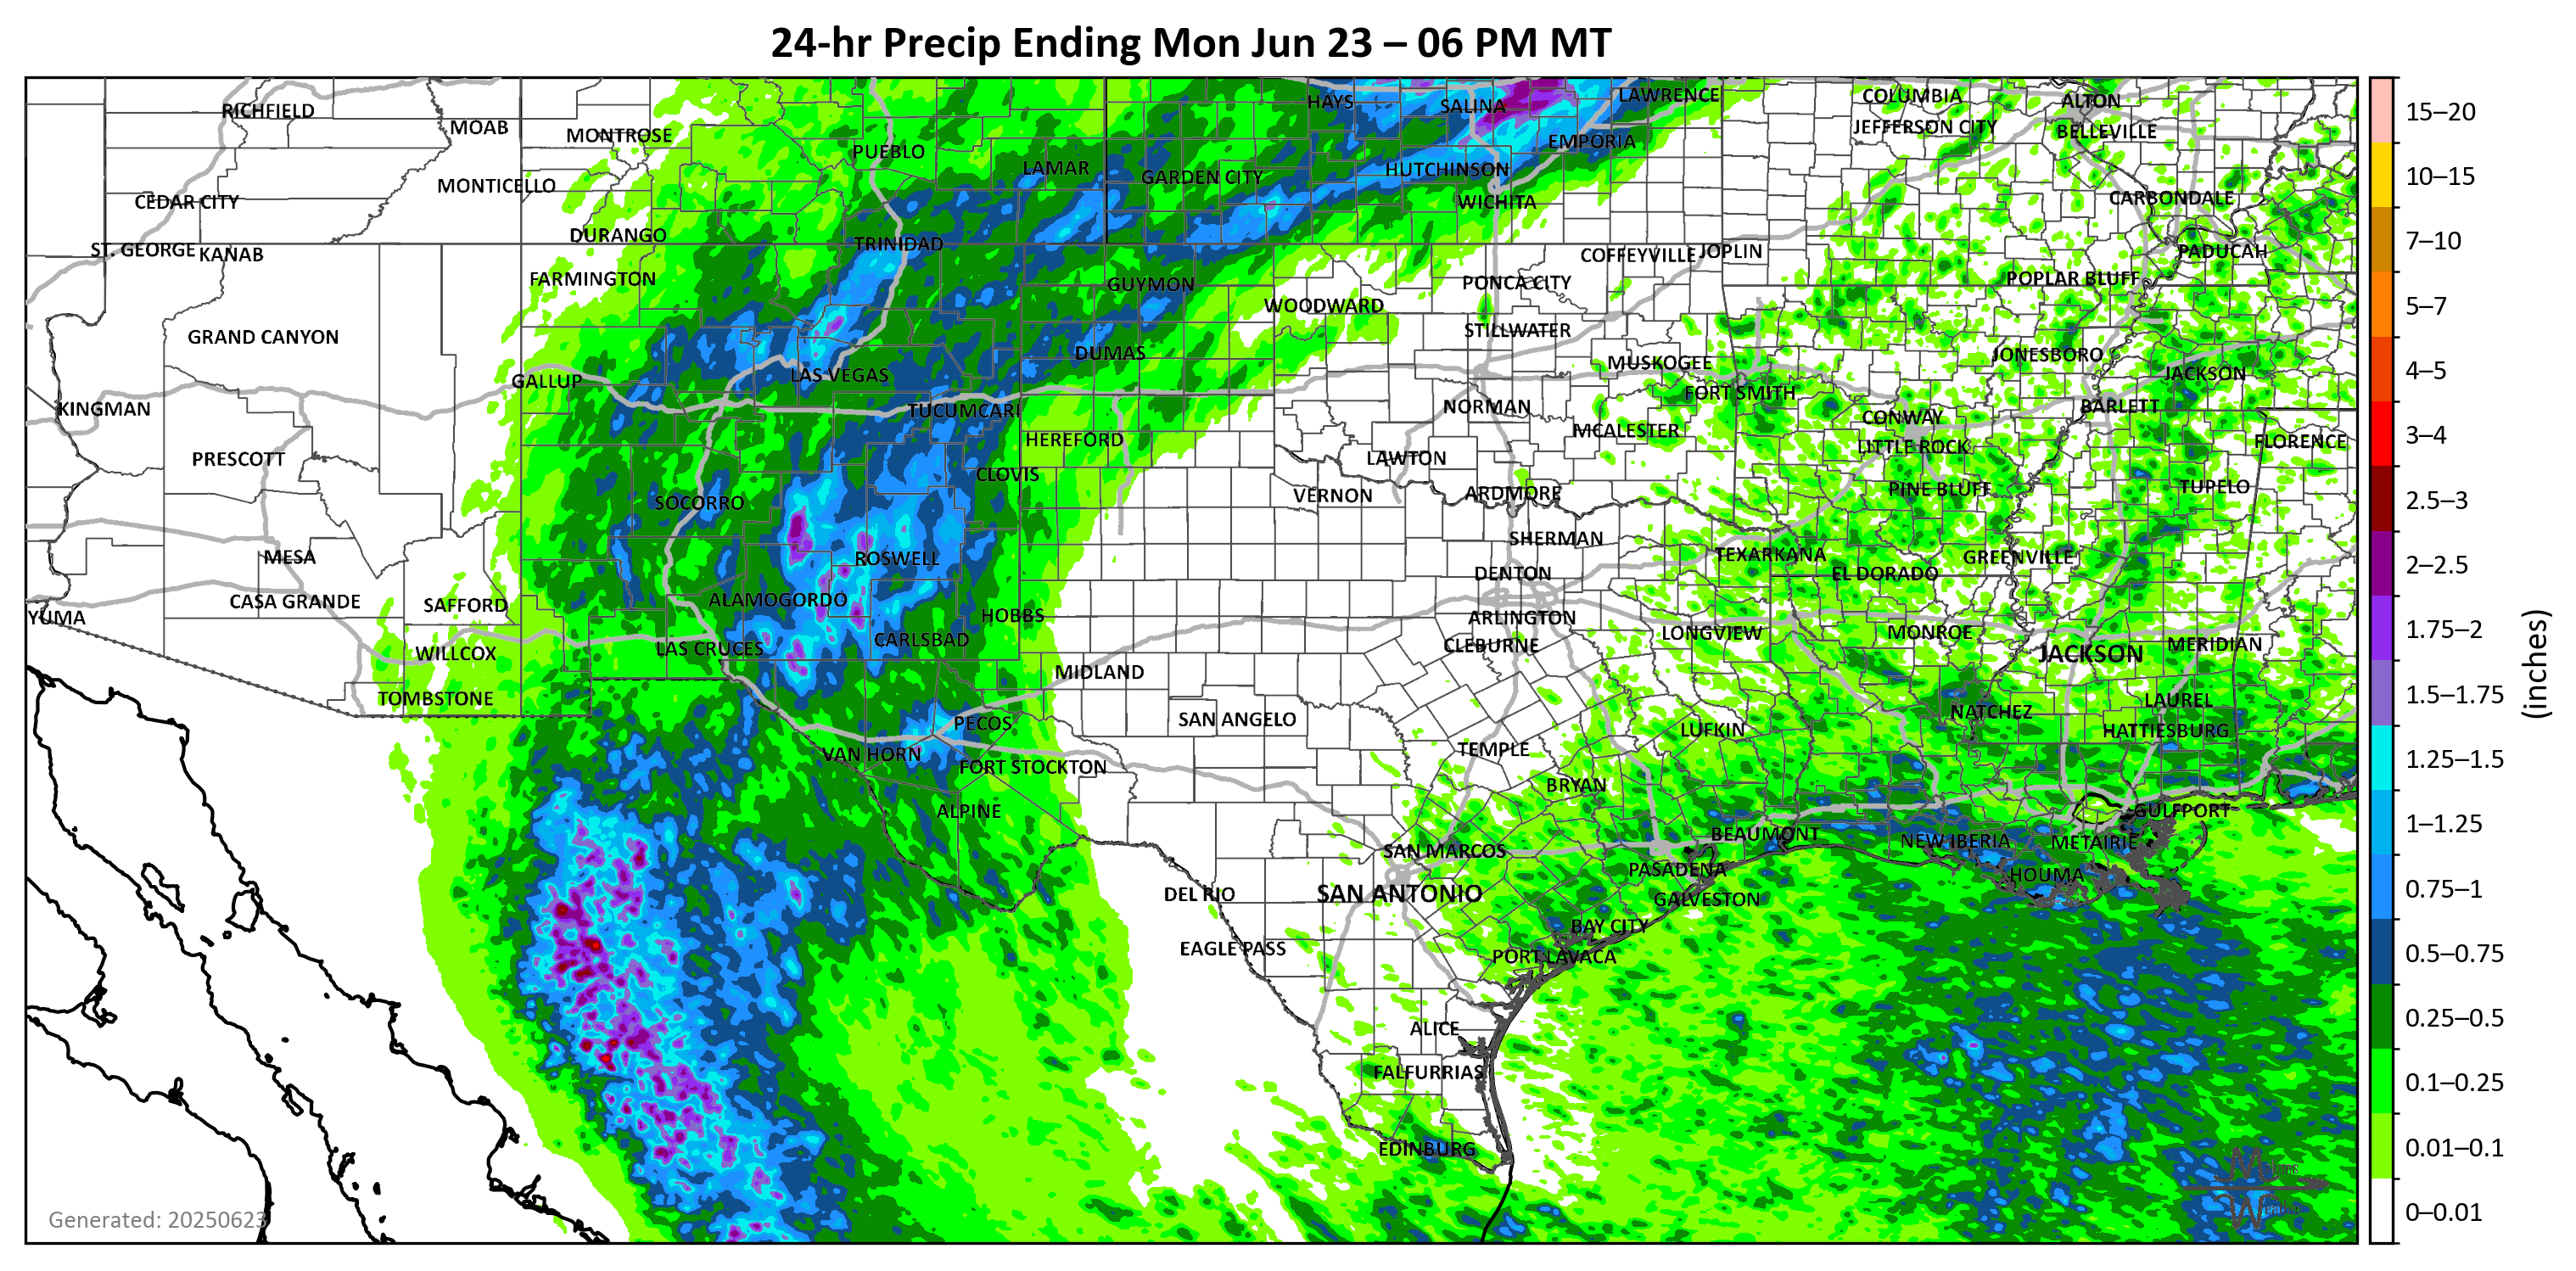 24-hr Precip Ending Mon Jun 23 – 06 PM MT
RICHFIELD
MOAB
MONTROSE
PUEBLO
LAMAR
HAYS
SALINA
LAWRENCE
COLUMBIA
ALTON
JEFFERSON CITY
BELLEVILLE
EMPORIA
GARDEN CITY
HUTCHINSON
MONTICELLO
CEDAR CITY
WICHITA
CARBONDALE
DURANGO
TRINIDAD
ST. GEORGE
KANAB
COFFEYVILLE
JOPLIN
PADUCAH
FARMINGTON
GUYMON
PONCA CITY
POPLAR BLUFF
WOODWARD
GRAND CANYON
STILLWATER
DUMAS
JONESBORO
MUSKOGEE
LAS VEGAS
GALLUP
JACKSON
FORT SMITH
KINGMAN
TUCUMCARI
NORMAN
BARLETT
CONWAY
HEREFORD
MCALESTER
LITTLE ROCK
FLORENCE
PRESCOTT
LAWTON
CLOVIS
VERNON
ARDMORE
PINE BLUFF
TUPELO
SOCORRO
SHERMAN
MESA
ROSWELL
TEXARKANA
GREENVILLE
DENTON
EL DORADO
CASA GRANDE
SAFFORD
ALAMOGORDO
YUMA
HOBBS
ARLINGTON
CARLSBAD
LONGVIEW
MONROE
CLEBURNE
LAS CRUCES
WILLCOX
JACKSON
MERIDIAN
MIDLAND
TOMBSTONE
LAUREL
PECOS
SAN ANGELO
NATCHEZ
LUFKIN
HATTIESBURG
VAN HORN
TEMPLE
FORT STOCKTON
BRYAN
ALPINE
GULFPORT
BEAUMONT
NEW IBERIA
METAIRIE
SAN MARCOS
PASADENA
HOUMA
DEL RIO
SAN ANTONIO
GALVESTON
BAY CITY
EAGLE PASS
PORT LAVACA
ALICE
FALFURRIAS
EDINBURG
Generated: 20250623
15–20
10–15
7–10
5–7
4–5
3–4
2.5–3
2–2.5
1.75–2
1.5–1.75
1.25–1.5
1–1.25
0.75–1
0.5–0.75
0.25–0.5
0.1–0.25
0.01–0.1
0–0.01
(inches)